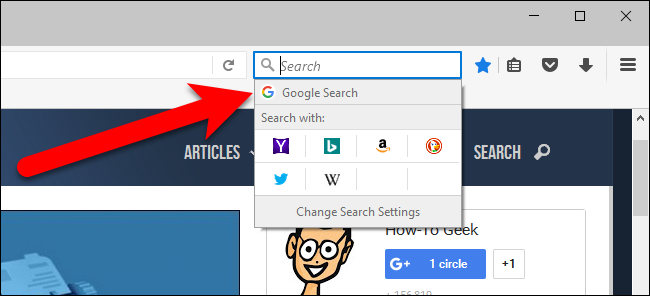 Search
Google Search
Search with:
ARTICLES
SEARCH
Change Search Settings
How-To Geek
G+ 1 circle
+1
+ 156,819